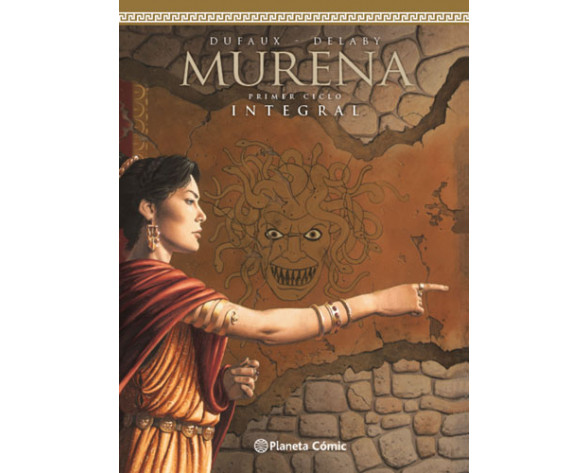 DUFAUX - DELABY
MURENA
PRIMER CICLO
INTEGRAL
Planeta Cómic